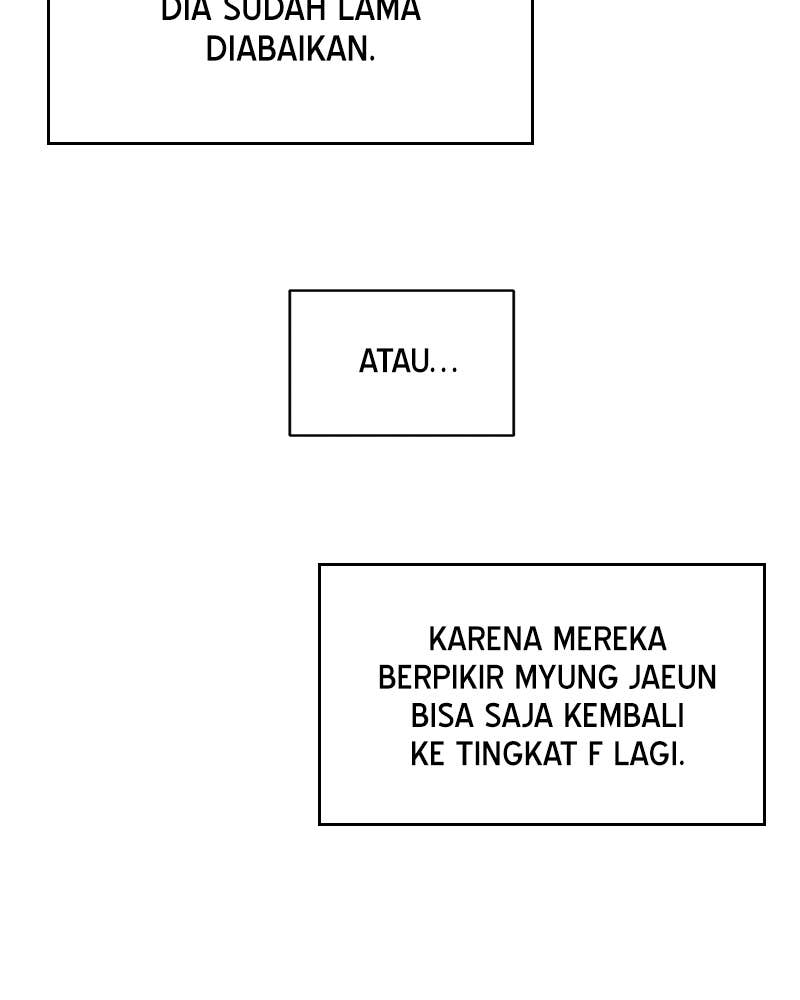 DIA SUDAH LAMA
DIABAIKAN.
ATAU...
KARENA MEREKA
BERPIKIR MYUNG JAEUN
BISA SAJA KEMBALI
KE TINGKAT F LAGI.